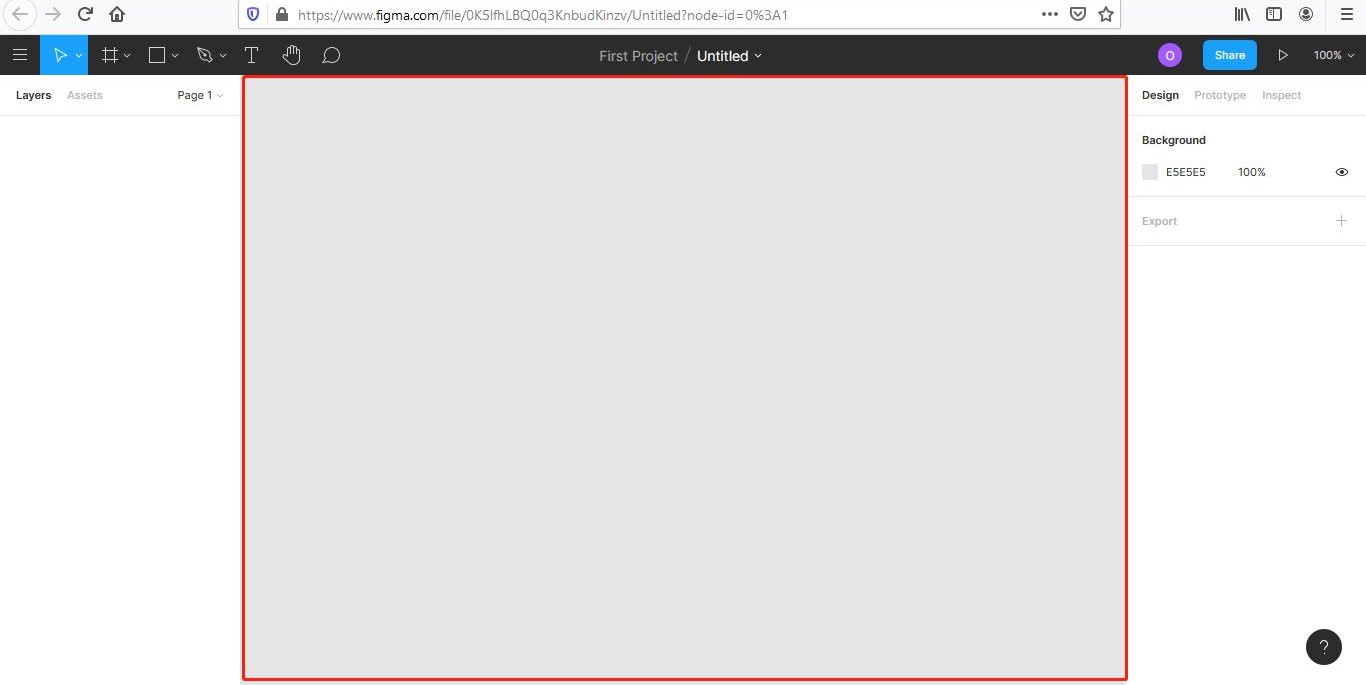 https://www.figma.com/file/0K5IfhLBQ0q3KnbudKinzv/Untitled?node-id=0%3A1
First Project / Untitled
O
Share
100%
Layers
Assets
Page 1
Design
Prototype
Inspect
Background
E5E5E5
100%
Export
?